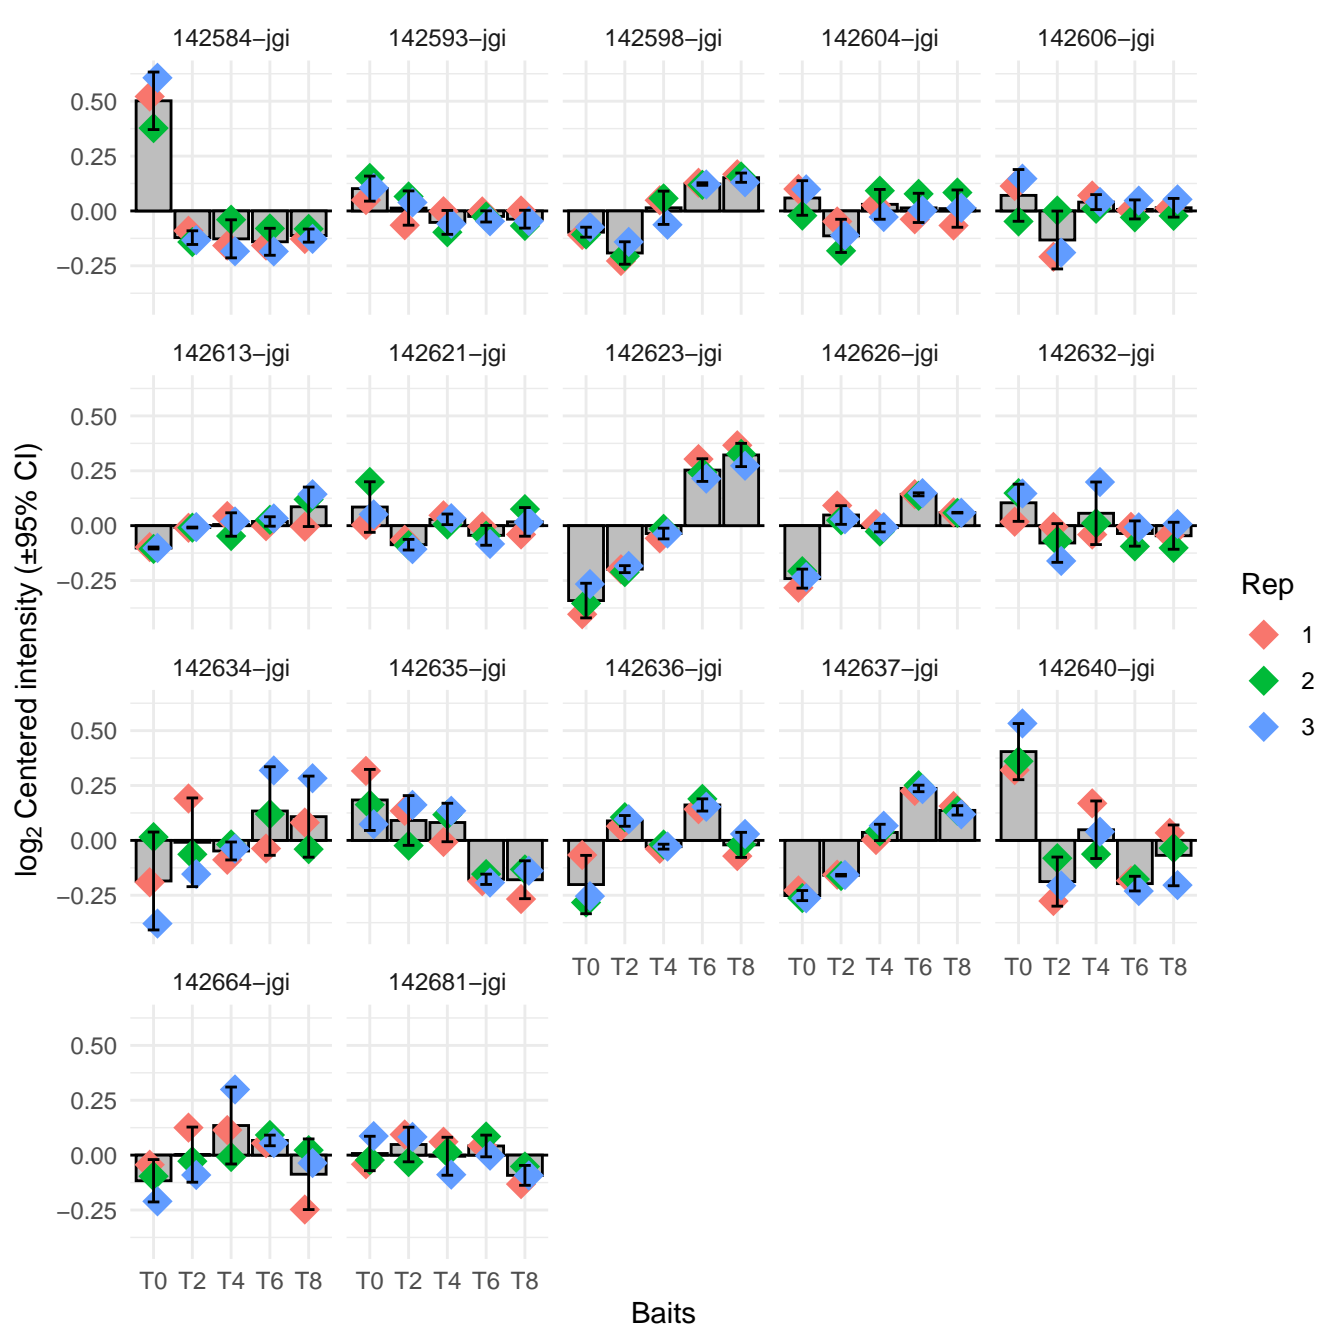 142584−jgi 142593−jgi 142598−jgi 142604−jgi 142606−jgi
0.50
0.25
0.00
−0.25
142613−jgi 142621−jgi 142623−jgi 142626−jgi 142632−jgi
0.50
0.25
0.00
−0.25
142634−jgi 142635−jgi 142636−jgi 142637−jgi 142640−jgi
0.50
0.25
0.00
−0.25
T0 T2 T4 T6 T8 T0 T2 T4 T6 T8 T0 T2 T4 T6 T8
142664−jgi 142681−jgi
0.50
0.25
0.00
−0.25
T0 T2 T4 T6 T8 T0 T2 T4 T6 T8
Baits
log₂ Centered intensity (±95% CI)
Rep
1
2
3